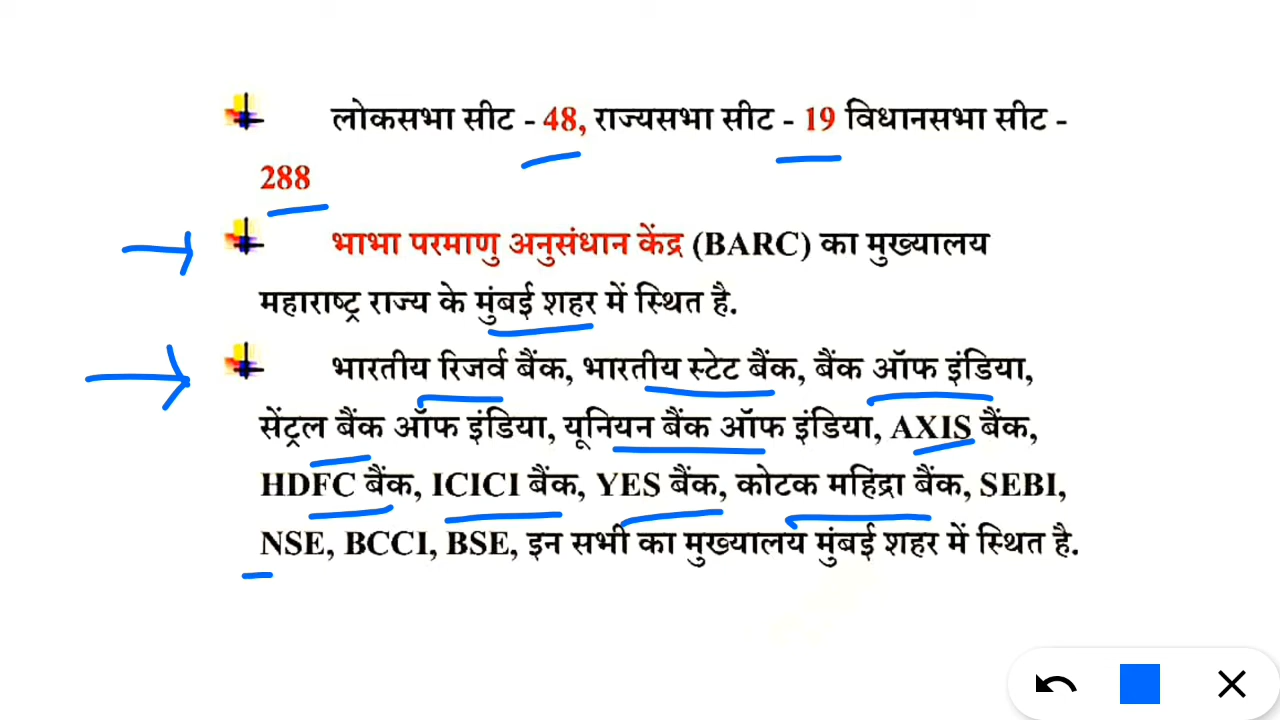 लोकसभा सीट - 48, राज्यसभा सीट - 19 विधानसभा सीट -
288
भाभा परमाणु अनुसंधान केंद्र (BARC) का मुख्यालय
महाराष्ट्र राज्य के मुंबई शहर में स्थित है.
भारतीय रिजर्व बैंक, भारतीय स्टेट बैंक, बैंक ऑफ इंडिया,
सेंट्रल बैंक ऑफ इंडिया, यूनियन बैंक ऑफ इंडिया, AXIS बैंक,
HDFC बैंक, ICICI बैंक, YES बैंक, कोटक महिंद्रा बैंक, SEBI,
NSE, BCCI, BSE, इन सभी का मुख्यालय मुंबई शहर में स्थित है.